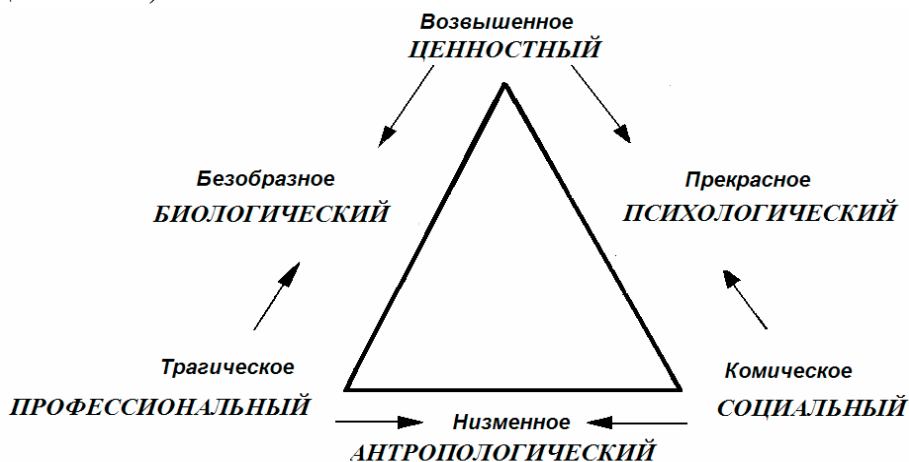 Возвышенное
ЦЕННОСТНЫЙ
Безобразное
БИОЛОГИЧЕСКИЙ
Прекрасное
ПСИХОЛОГИЧЕСКИЙ
Трагическое
ПРОФЕССИОНАЛЬНЫЙ
Комическое
СОЦИАЛЬНЫЙ
Низменное
АНТРОПОЛОГИЧЕСКИЙ